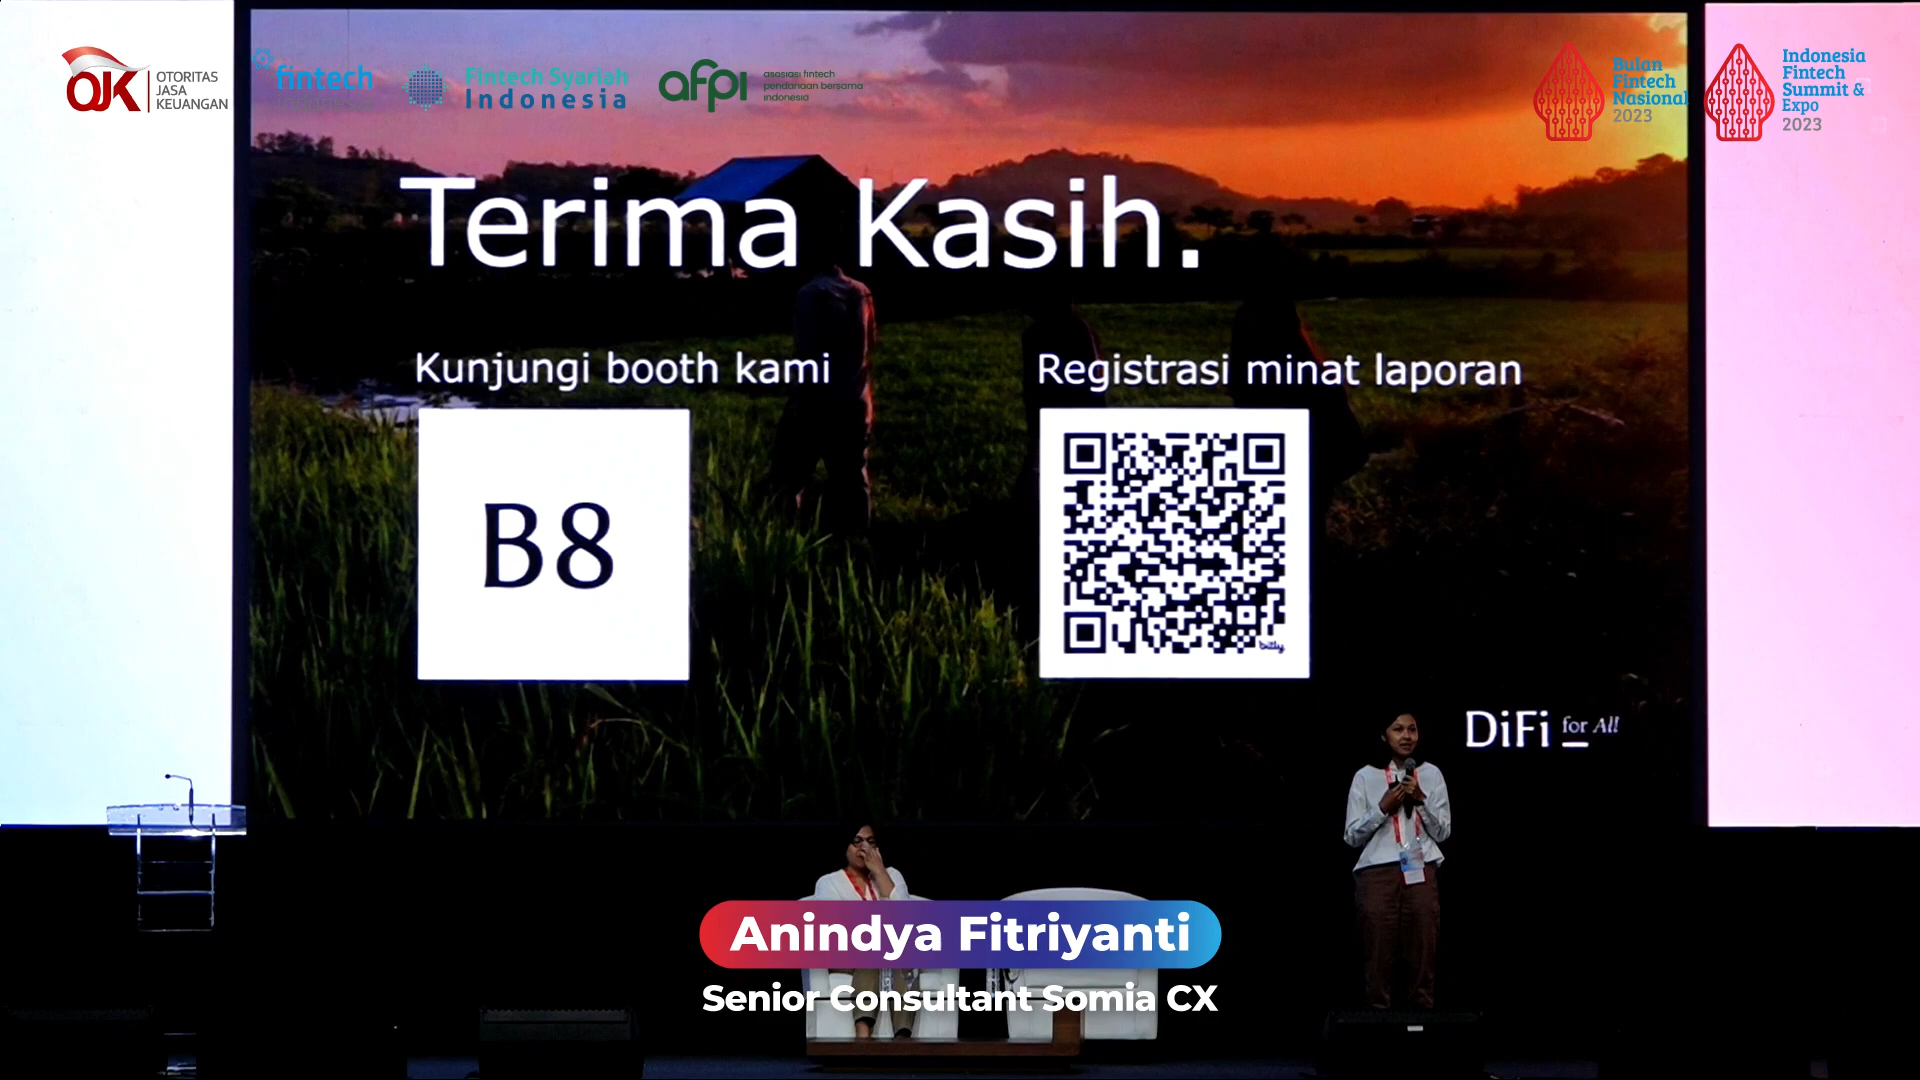 OJK
OTORITAS
JASA
KEUANGAN
fintech
Fintech Syariah
Indonesia
afpi
asosiasi fintech
pendanaan bersama
indonesia
Bulan
Fintech
Nasional
2023
Indonesia
Fintech
Summit &
Expo
2023
Terima Kasih.
Kunjungi booth kami
Registrasi minat laporan
B8
bitly
DiFi for All
Anindya Fitriyanti
Senior Consultant Somia CX